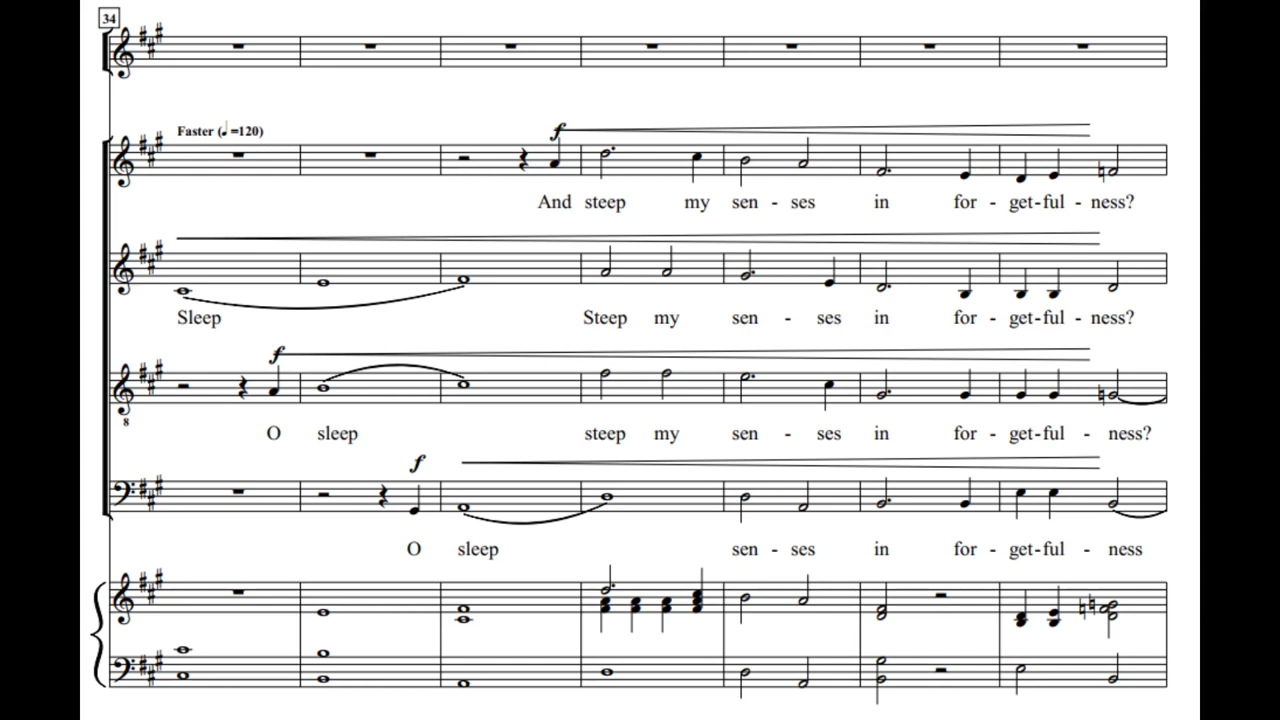 34
Faster (♩=120)
f
And steep my sen - ses in for - get - ful - ness?
Sleep Steep my sen - ses in for - get - ful - ness?
f
8
O sleep steep my sen - ses in for - get - ful - ness?
f
O sleep sen - ses in for - get - ful - ness